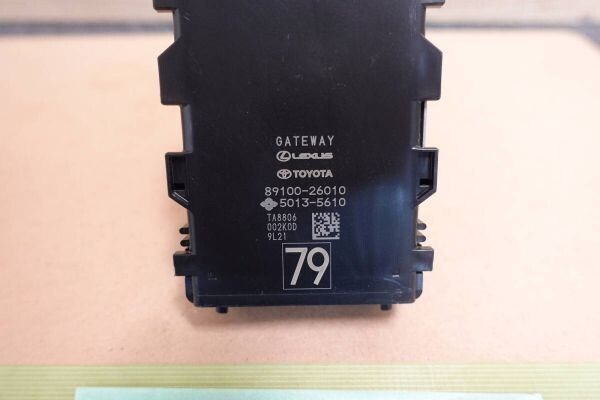 GATEWAY
LEXUS
TOYOTA
89100-26010
5013-5610
TA8806
002K0D
9L21
79